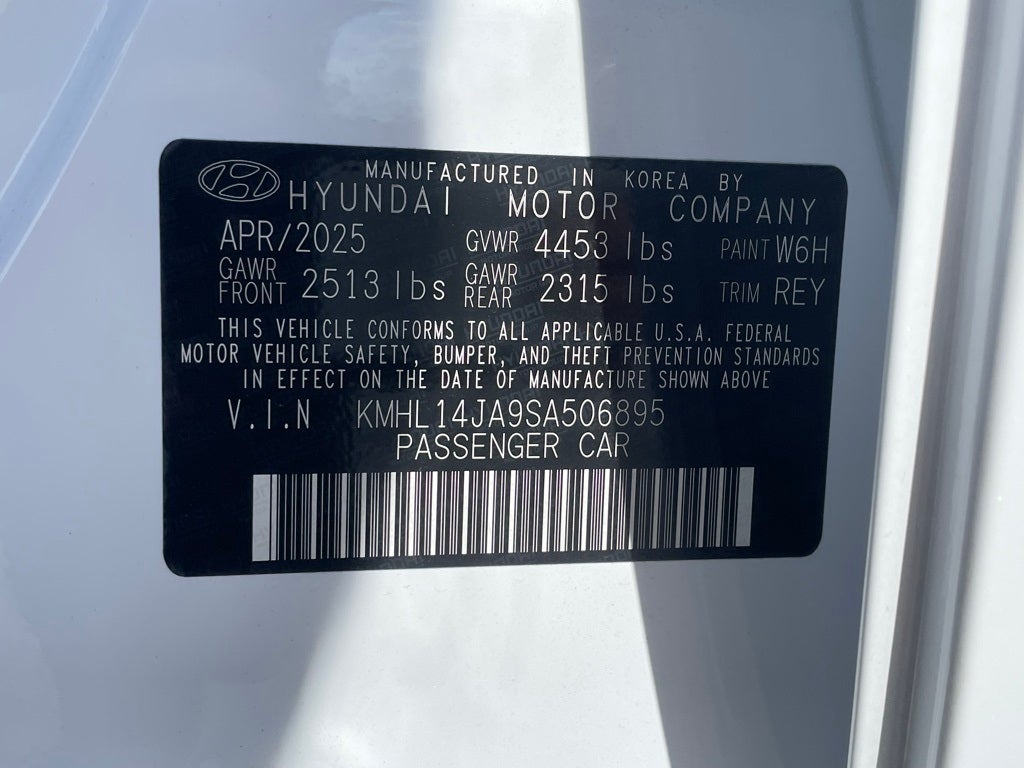 MANUFACTURED IN KOREA BY
HYUNDAI MOTOR COMPANY
APR/2025 GVWR 4453 lbs PAINT W6H
GAWR FRONT 2513 lbs GAWR REAR 2315 lbs TRIM REY
THIS VEHICLE CONFORMS TO ALL APPLICABLE U.S.A. FEDERAL
MOTOR VEHICLE SAFETY, BUMPER, AND THEFT PREVENTION STANDARDS
IN EFFECT ON THE DATE OF MANUFACTURE SHOWN ABOVE
V.I.N KMHL14JA9SA506895
PASSENGER CAR